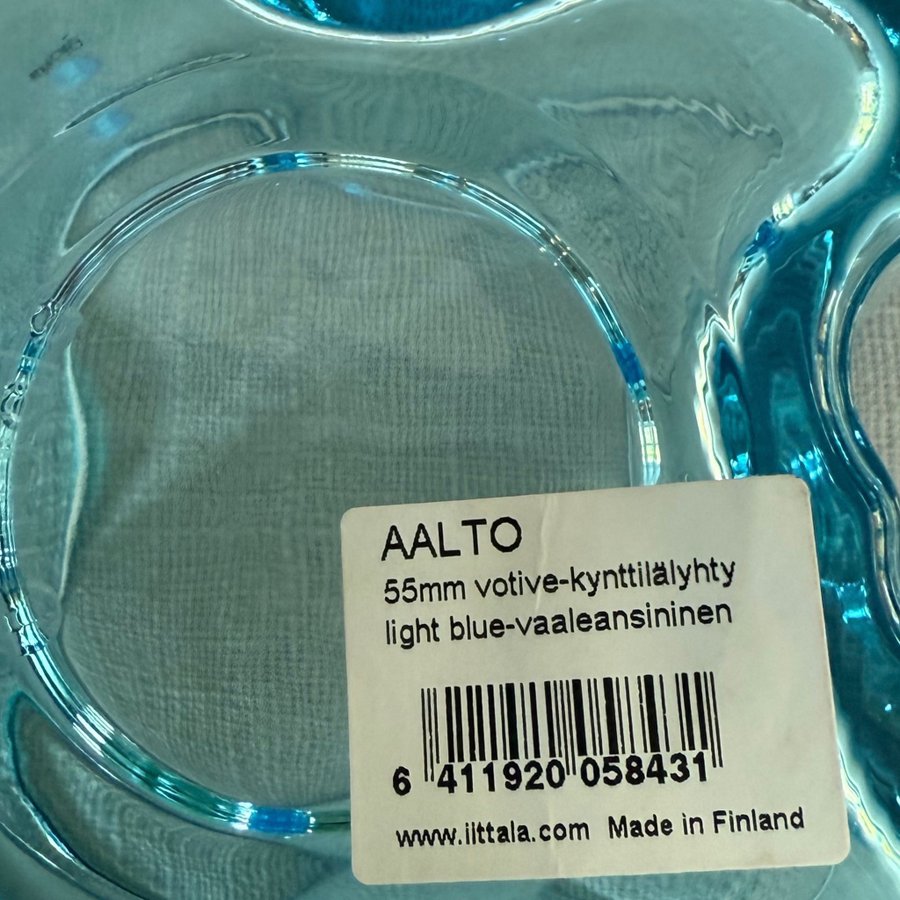 AALTO
55mm votive-kynttilälyhty
light blue-vaaleansininen
6 411920 058431
www.iittala.com Made in Finland